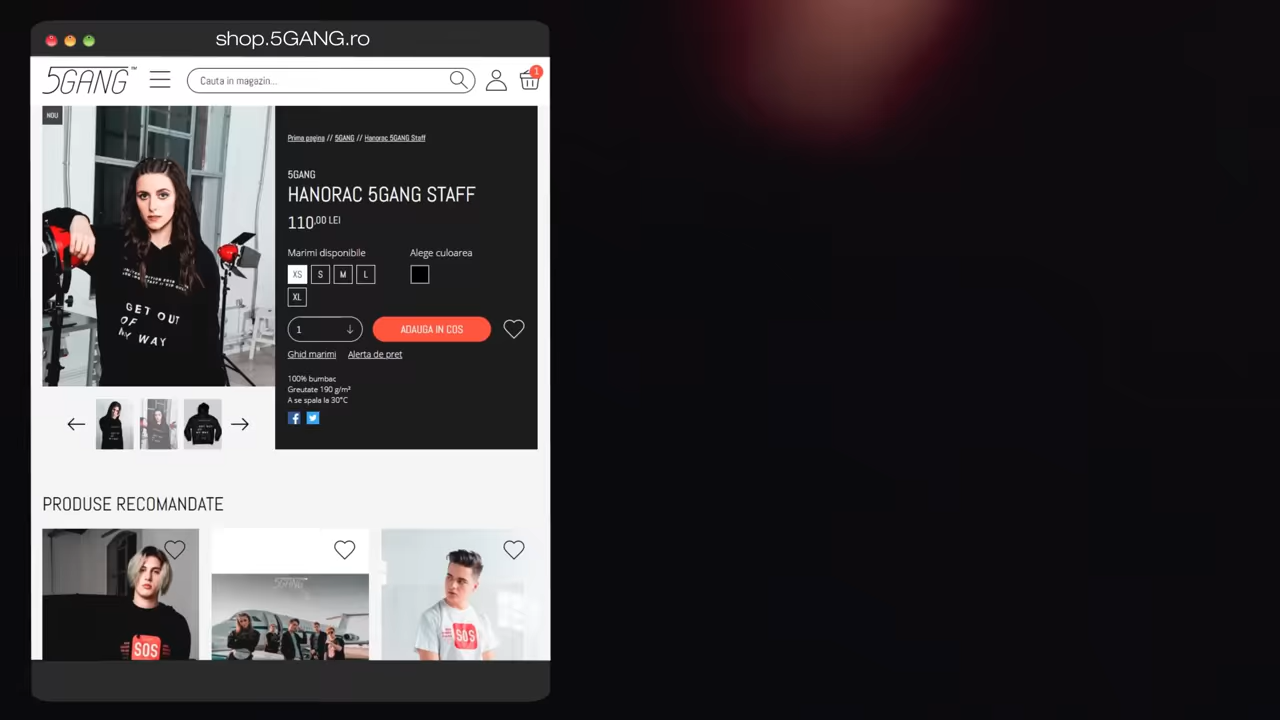 shop.5GANG.ro
5GANG™
Cauta in magazin...
1
NOU
Prima pagina // 5GANG // Hanorac 5GANG Staff
5GANG
HANORAC 5GANG STAFF
110,00 LEI
Marimi disponibile
Alege culoarea
XS S M L
XL
1
ADAUGA IN COS
Ghid marimi
Alerta de pret
100% bumbac
Greutate 190 g/m²
A se spala la 30°C
GET OUT
OF
MY WAY
PRODUSE RECOMANDATE
SOS
5GANG
SOS